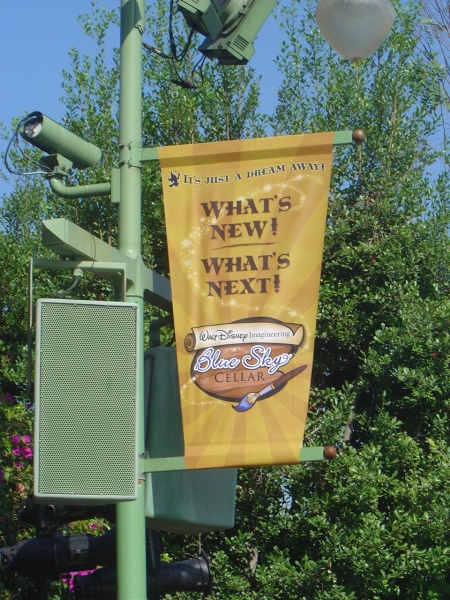 IT'S JUST A DREAM AWAY!
WHAT'S
NEW!
WHAT'S
NEXT!
WALT DISNEY Imagineering
Blue Sky
CELLAR